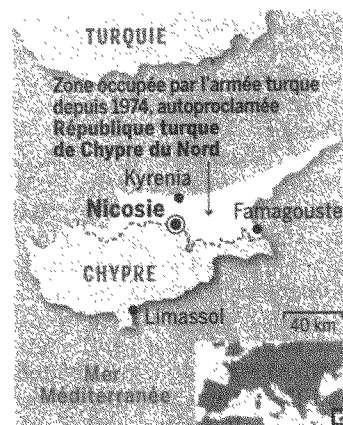 TURQUIE
Zone occupée par l'armée turque
depuis 1974, autoproclamée
République turque
de Chypre du Nord
Kyrenia
Nicosie
Famagouste
CHYPRE
Limassol
40 km
Mer
Méditerranée